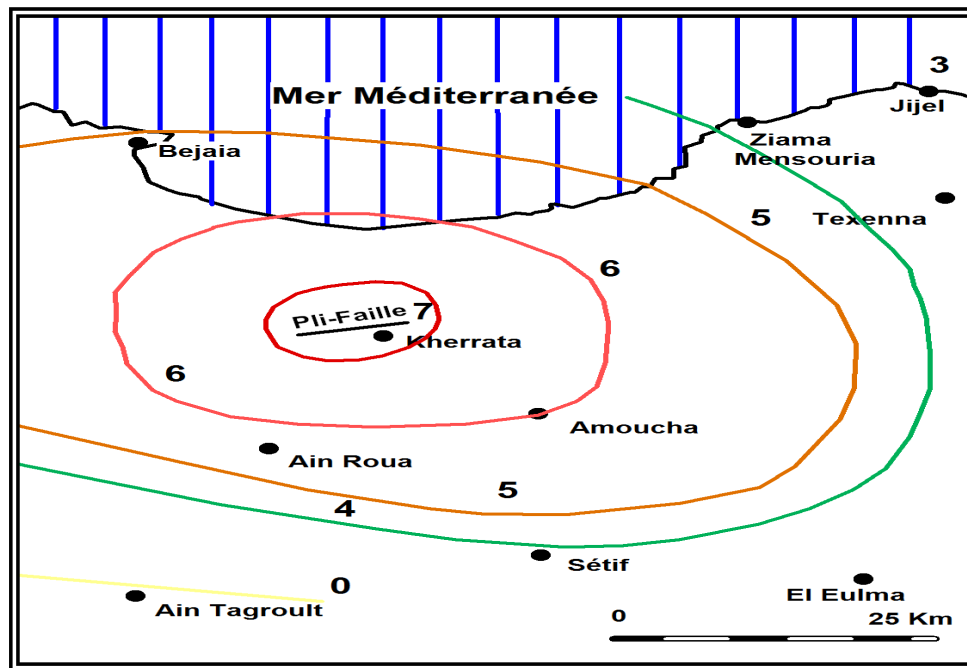 3
Mer Méditerranée
Jijel
Ziama
Mensouria
Bejaia
Texenna
5
6
7
Pli-Faille
Kherrata
6
Amoucha
Ain Roua
5
4
Sétif
0
El Eulma
Ain Tagroult
0
25 Km